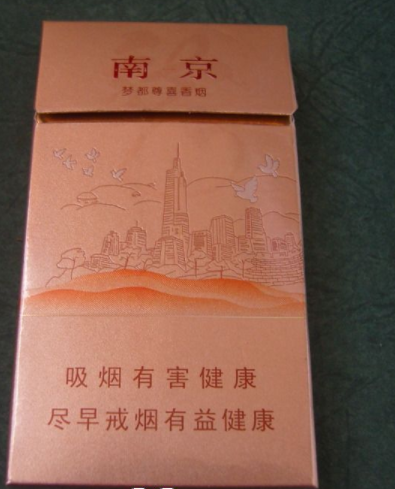 南京
梦都尊喜香烟
吸烟有害健康
尽早戒烟有益健康